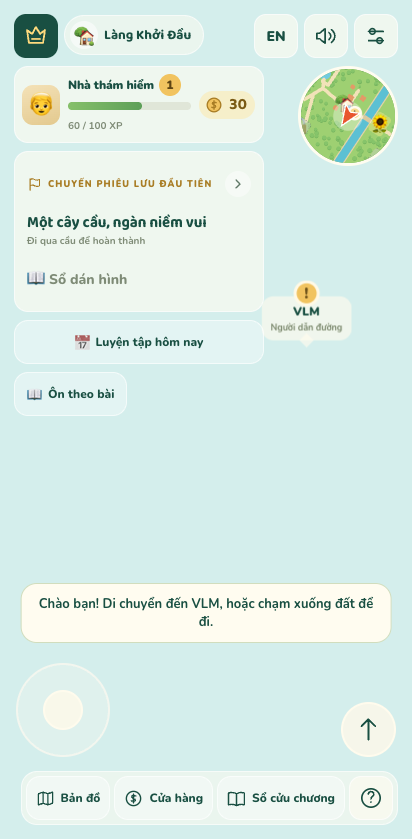 Làng Khởi Đầu
EN
Nhà thám hiểm 1
30
60 / 100 XP
CHUYẾN PHIÊU LƯU ĐẦU TIÊN
Một cây cầu, ngàn niềm vui
Đi qua cầu để hoàn thành
Sổ dán hình
!
VLM
Người dẫn đường
Luyện tập hôm nay
Ôn theo bài
Chào bạn! Di chuyển đến VLM, hoặc chạm xuống đất để
đi.
Bản đồ
Cửa hàng
Sổ cửu chương
?